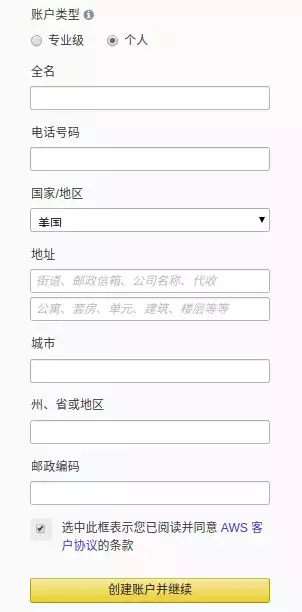 账户类型
专业级 个人
全名
电话号码
国家/地区
美国
地址
街道、邮政信箱、公司名称、代收
公寓、套房、单元、建筑、楼层等等
城市
州、省或地区
邮政编码
选中此框表示您已阅读并同意 AWS 客
户协议的条款
创建账户并继续